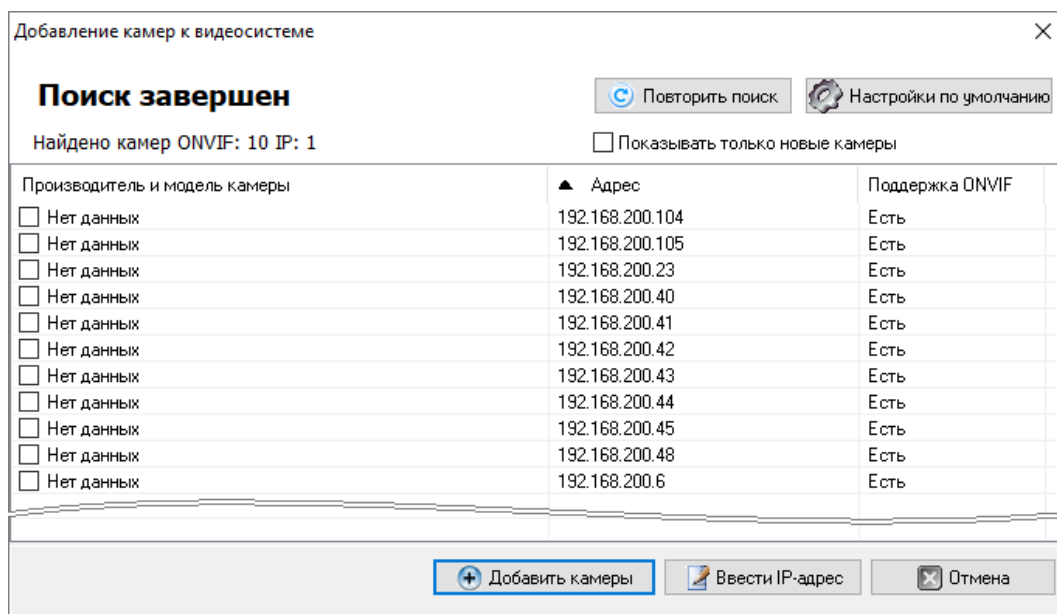 Добавление камер к видеосистеме
Поиск завершен
Повторить поиск
Настройки по умолчанию
Найдено камер ONVIF: 10 IP: 1
Показывать только новые камеры
Производитель и модель камеры Адрес Поддержка ONVIF
Нет данных 192.168.200.104 Есть
Нет данных 192.168.200.105 Есть
Нет данных 192.168.200.23 Есть
Нет данных 192.168.200.40 Есть
Нет данных 192.168.200.41 Есть
Нет данных 192.168.200.42 Есть
Нет данных 192.168.200.43 Есть
Нет данных 192.168.200.44 Есть
Нет данных 192.168.200.45 Есть
Нет данных 192.168.200.48 Есть
Нет данных 192.168.200.6 Есть
Добавить камеры
Ввести IP-адрес
Отмена